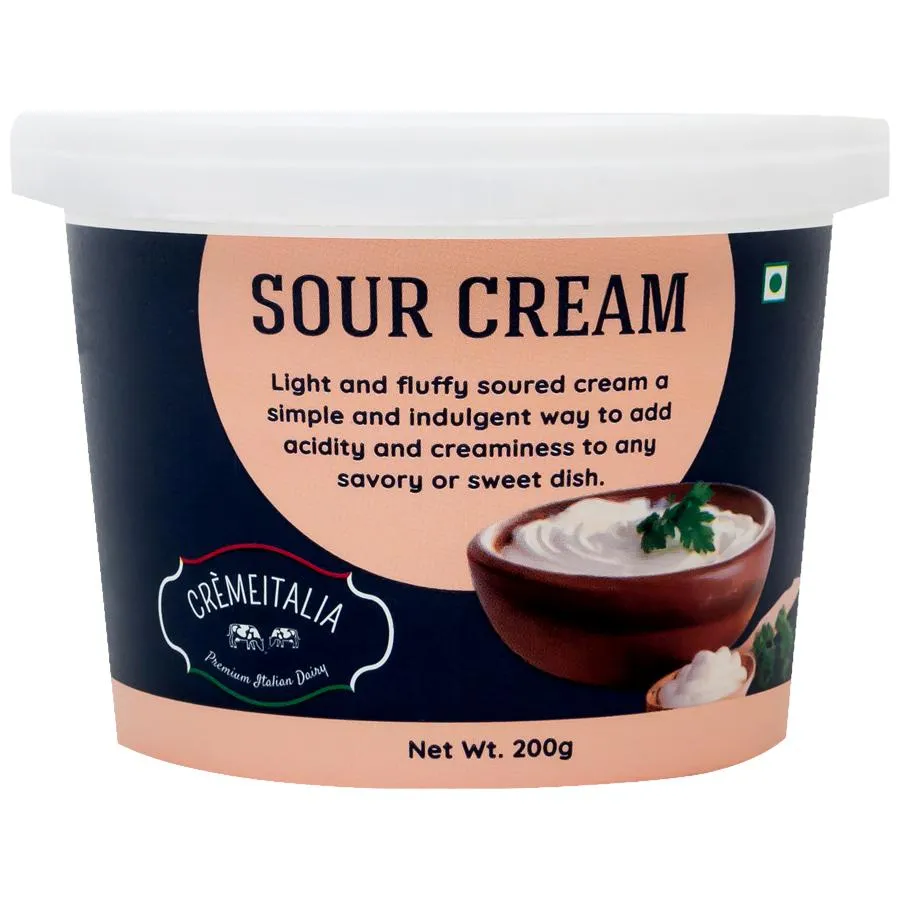 SOUR CREAM
Light and fluffy soured cream a
simple and indulgent way to add
acidity and creaminess to any
savory or sweet dish.
CRÈMEITALIA
Premium Italian Dairy
Net Wt. 200g